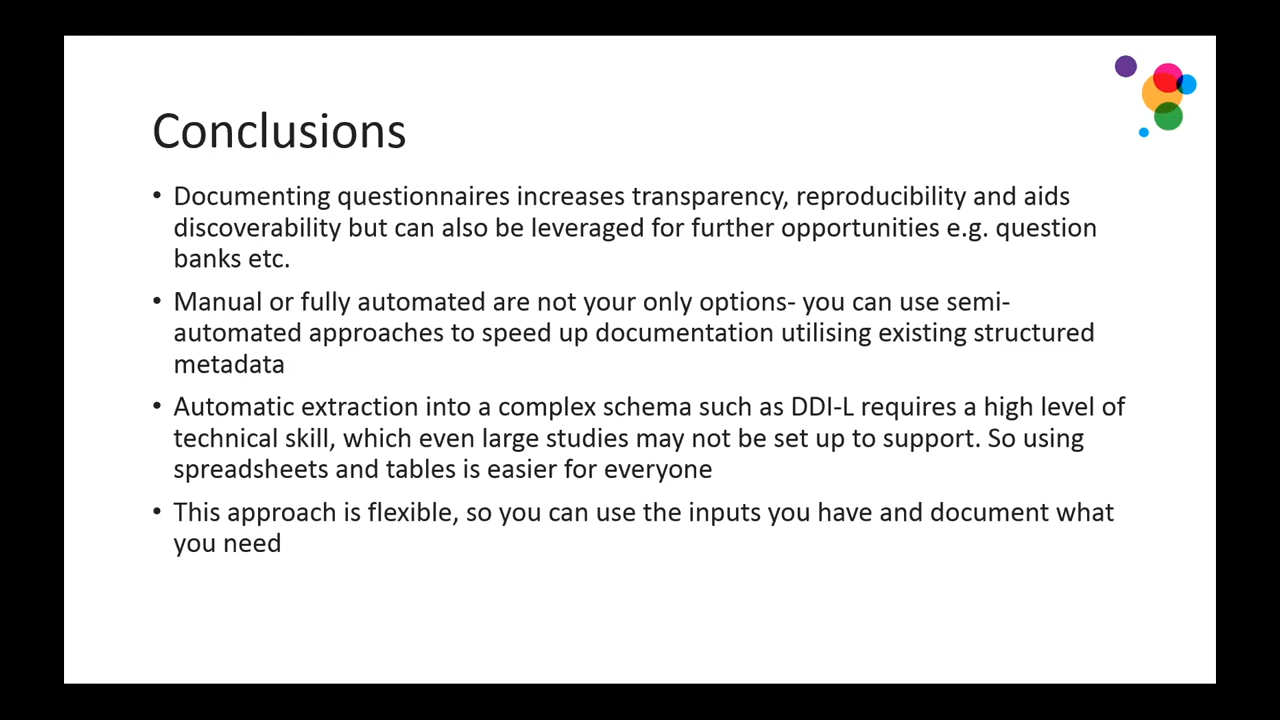 Conclusions
• Documenting questionnaires increases transparency, reproducibility and aids
discoverability but can also be leveraged for further opportunities e.g. question
banks etc.
• Manual or fully automated are not your only options- you can use semi-
automated approaches to speed up documentation utilising existing structured
metadata
• Automatic extraction into a complex schema such as DDI-L requires a high level of
technical skill, which even large studies may not be set up to support. So using
spreadsheets and tables is easier for everyone
• This approach is flexible, so you can use the inputs you have and document what
you need